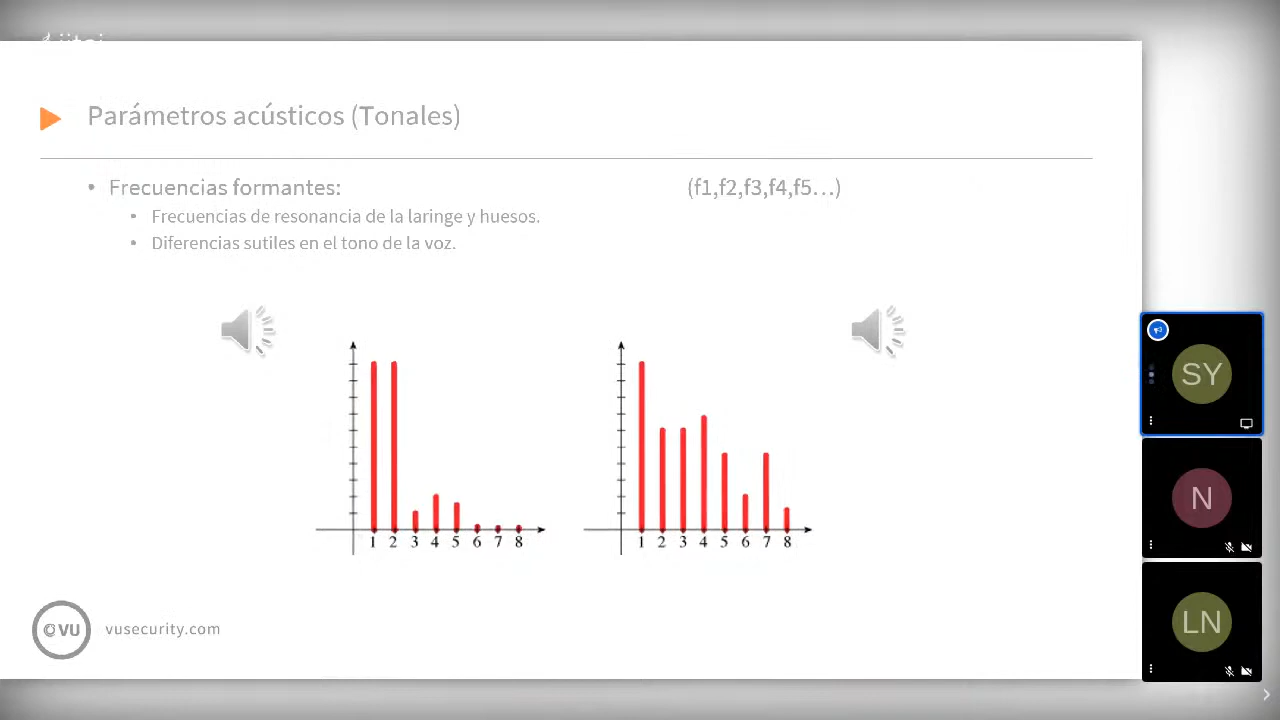 Parámetros acústicos (Tonales)
• Frecuencias formantes: (f1,f2,f3,f4,f5...)
• Frecuencias de resonancia de la laringe y huesos.
• Diferencias sutiles en el tono de la voz.
1 2 3 4 5 6 7 8
1 2 3 4 5 6 7 8
VU vusecurity.com
SY
N
LN